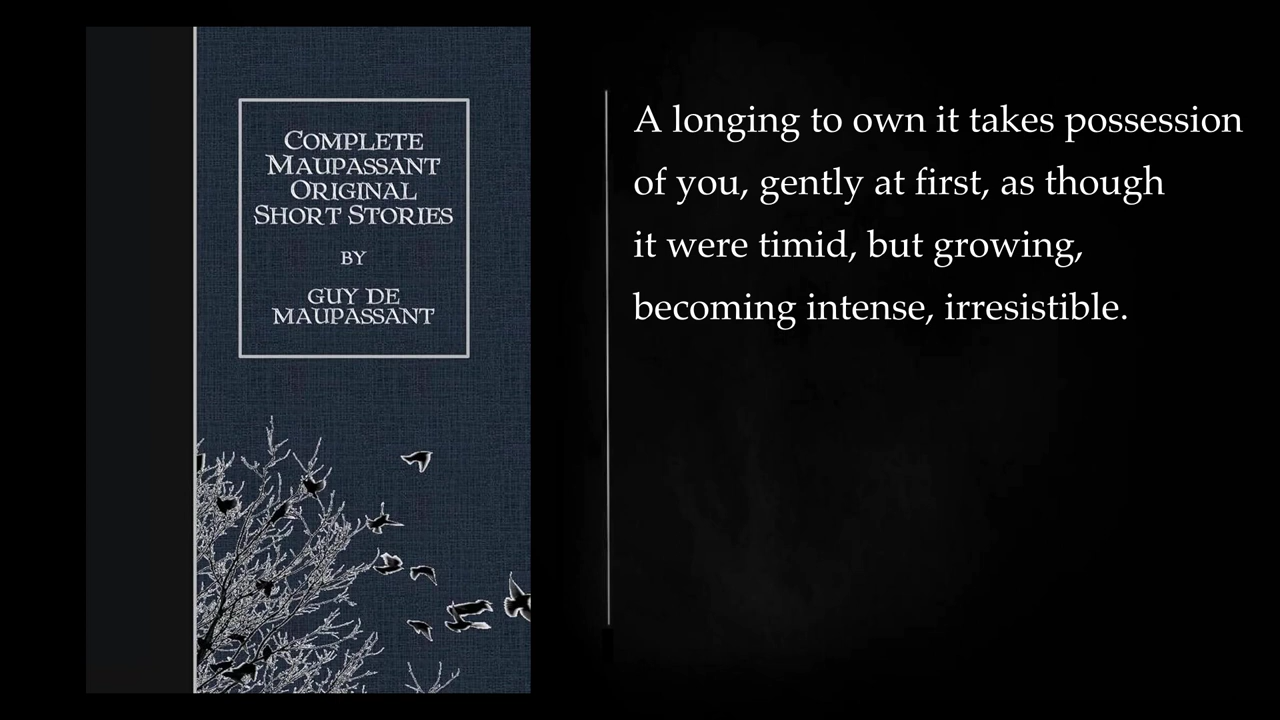 COMPLETE
MAUPASSANT
ORIGINAL
SHORT STORIES
BY
GUY DE
MAUPASSANT
A longing to own it takes possession
of you, gently at first, as though
it were timid, but growing,
becoming intense, irresistible.